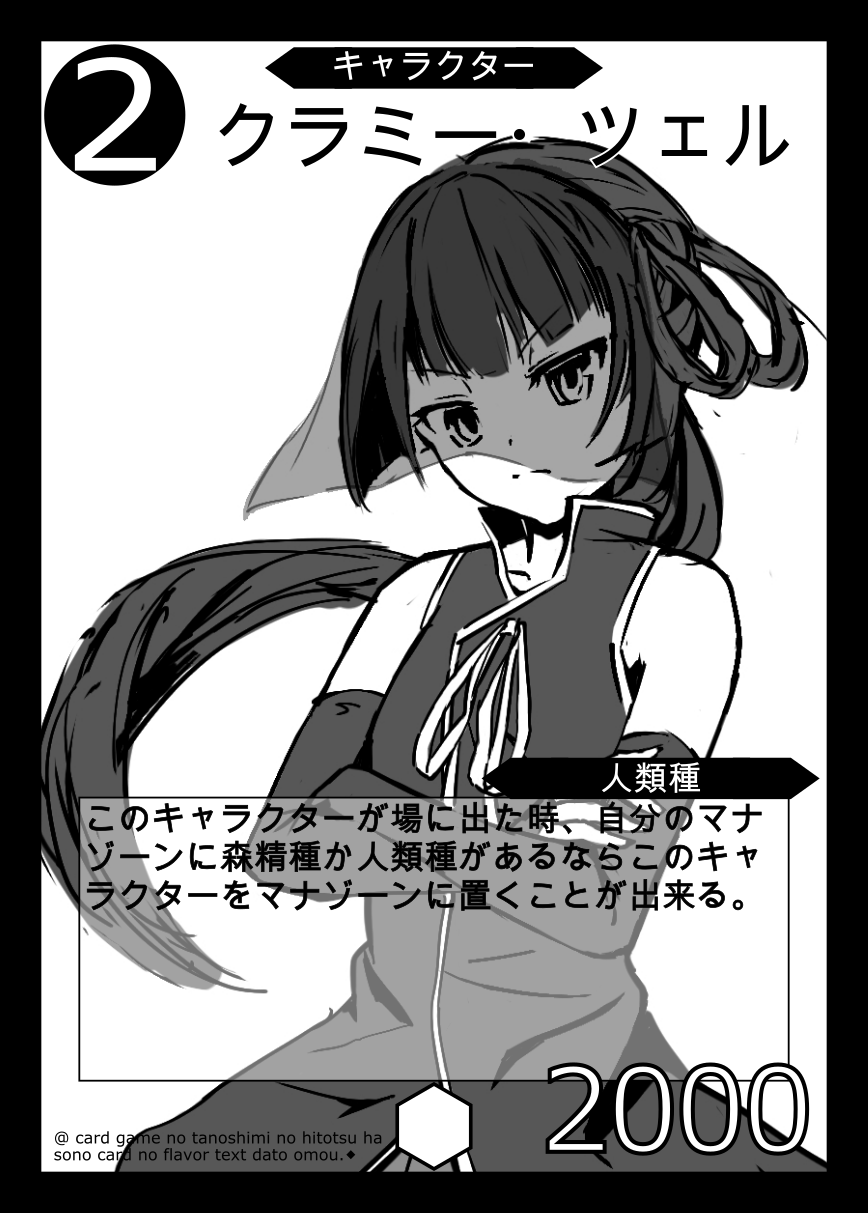 2
キャラクター
クラミー・ツェル
人類種
このキャラクターが場に出た時、自分のマナ
ゾーンに森精種か人類種があるならこのキャ
ラクターをマナゾーンに置くことが出来る。
2000
@ card game no tanoshimi no hitotsu ha
sono card no flavor text dato omou.◆